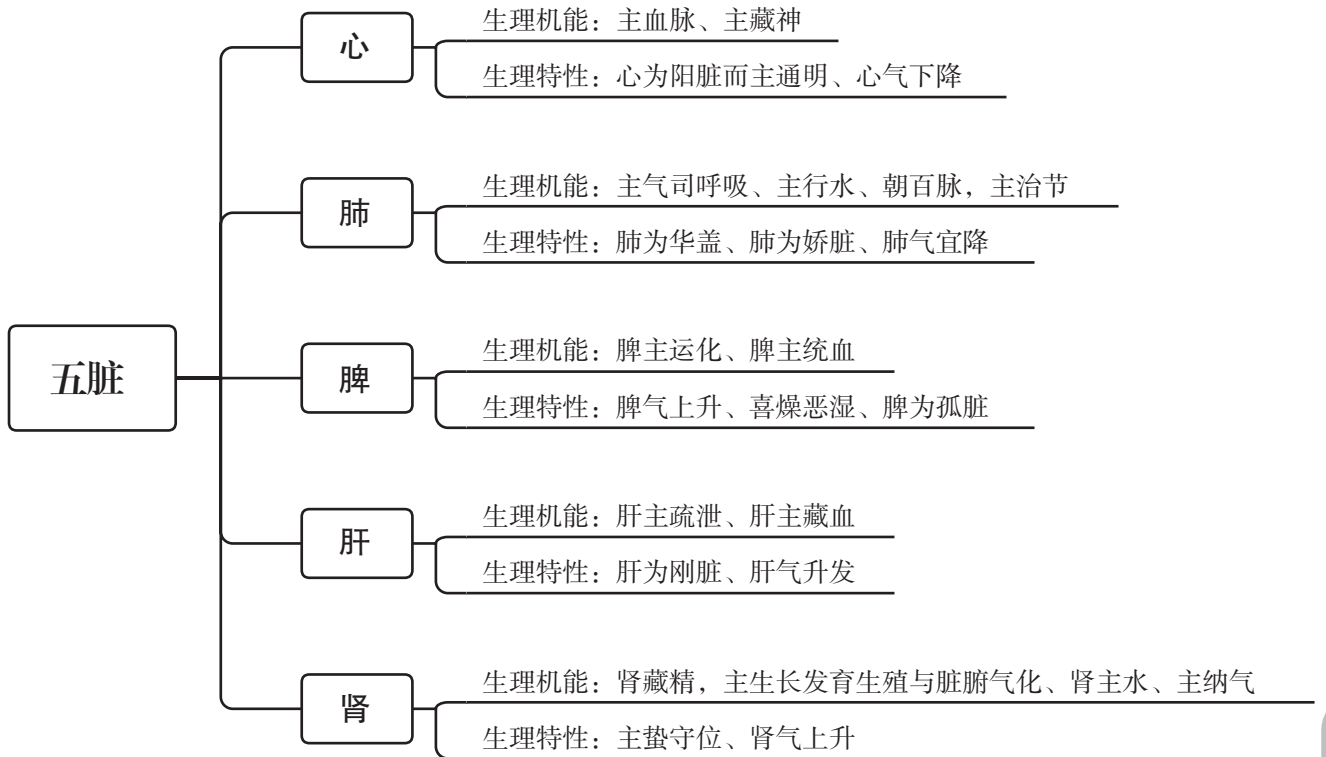 心
生理机能：主血脉、主藏神
生理特性：心为阳脏而主通明、心气下降
肺
生理机能：主气司呼吸、主行水、朝百脉，主治节
生理特性：肺为华盖、肺为娇脏、肺气宜降
五脏
脾
生理机能：脾主运化、脾主统血
生理特性：脾气上升、喜燥恶湿、脾为孤脏
肝
生理机能：肝主疏泄、肝主藏血
生理特性：肝为刚脏、肝气升发
肾
生理机能：肾藏精，主生长发育生殖与脏腑气化、肾主水、主纳气
生理特性：主蛰守位、肾气上升